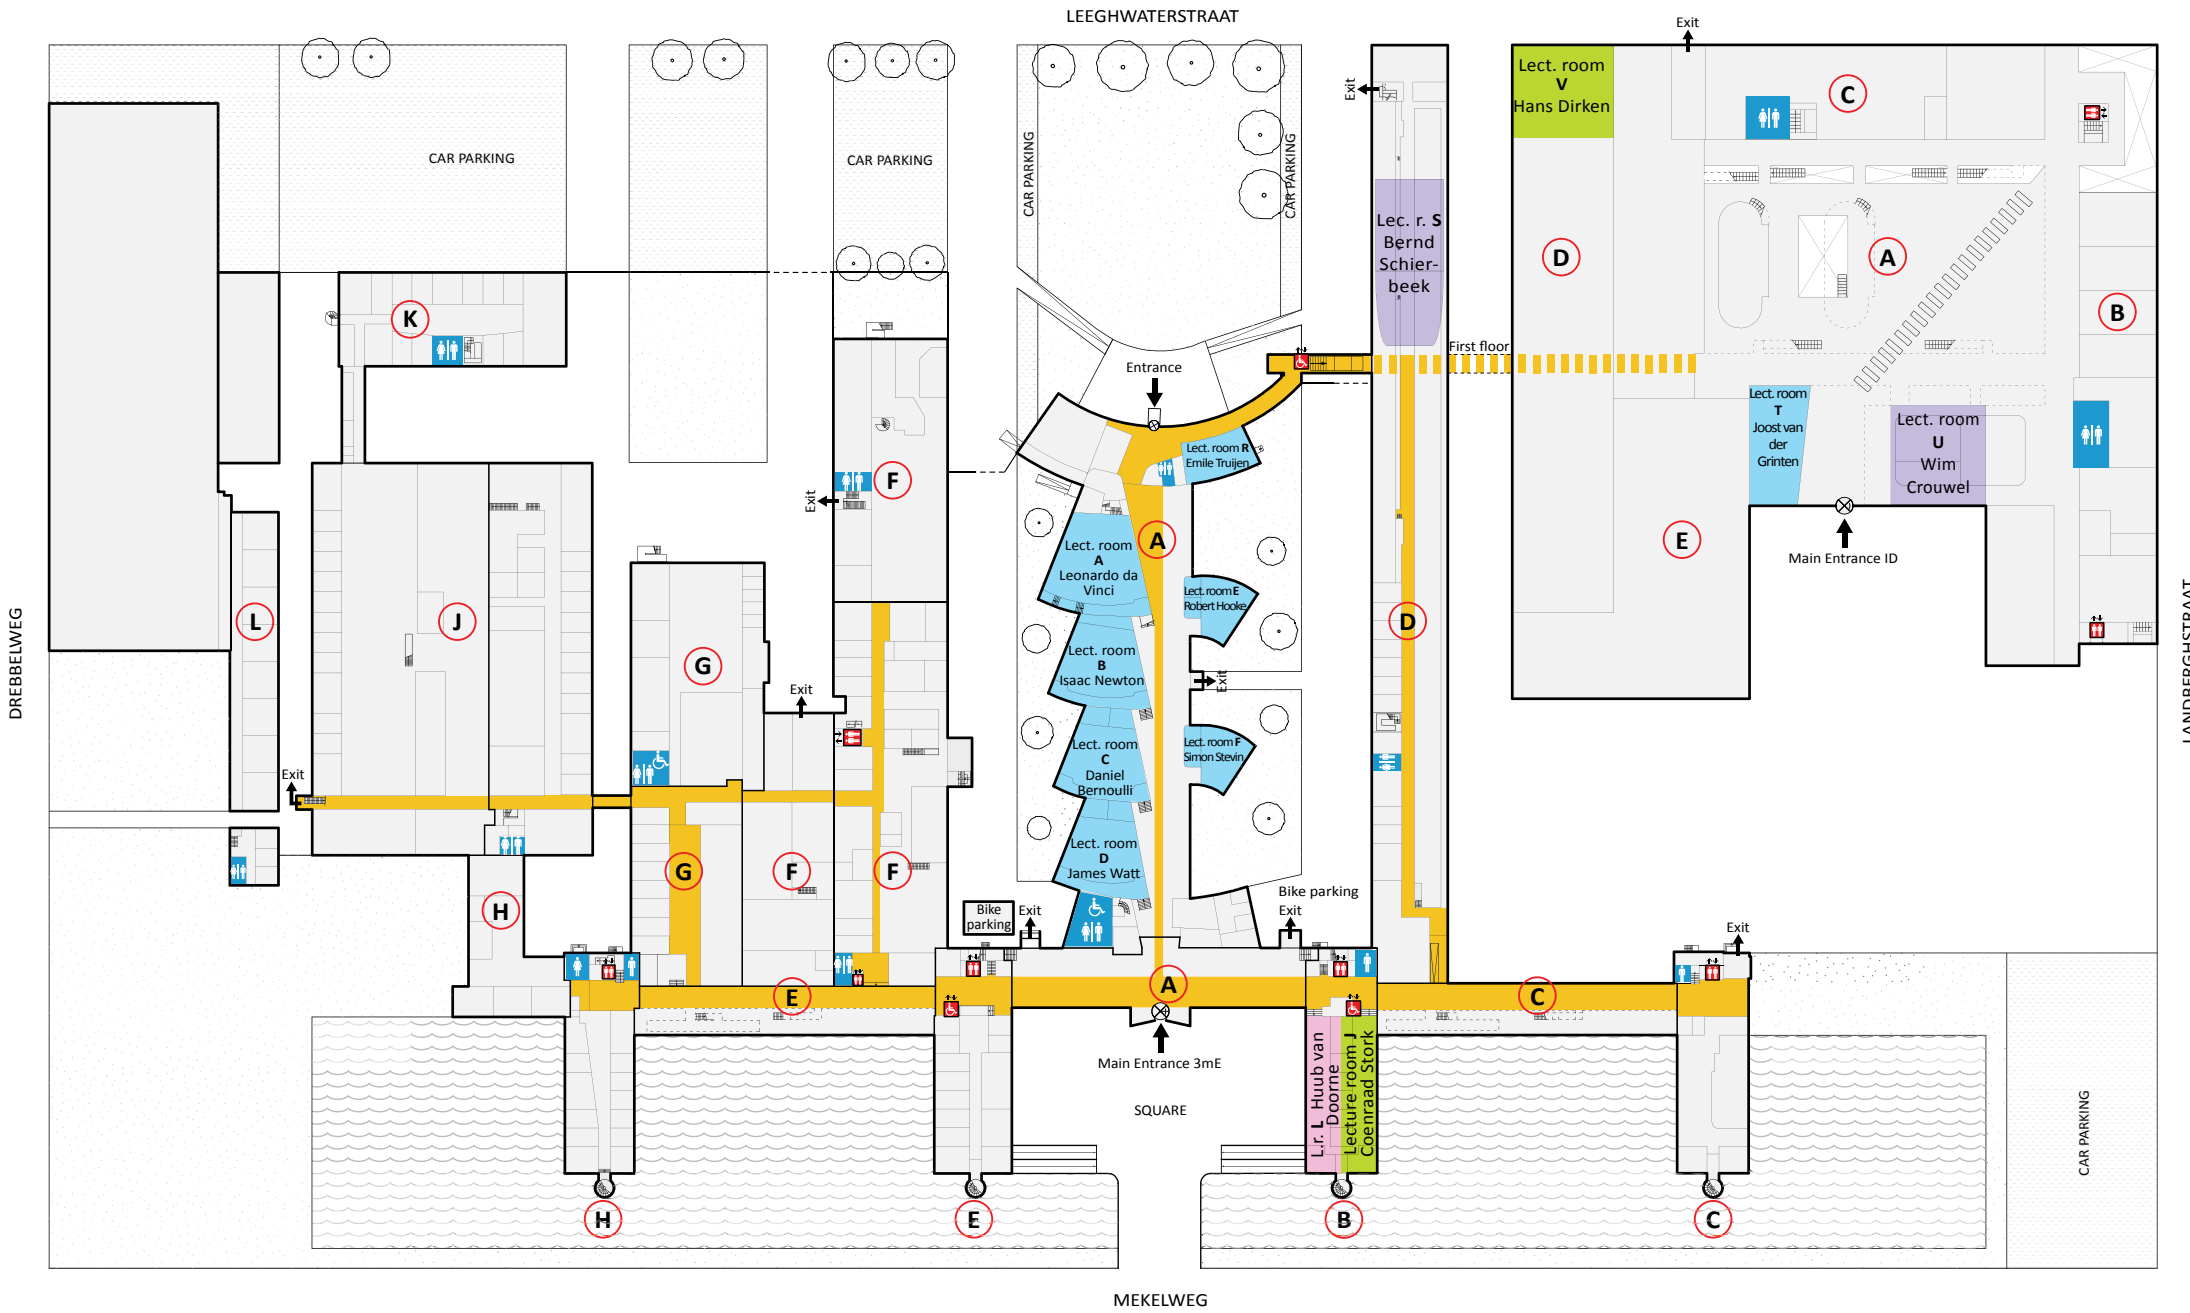 LEEGHWATERSTRAAT
Exit
Lect. room
V
Hans Dirken
C
CAR PARKING
CAR PARKING
CAR PARKING
CAR PARKING
Exit
Lec. r. S
Bernd
Schier-
beek
D
A
B
K
First floor
Entrance
Lect. room
T
Joost van
der
Grinten
Lect. room
U
Wim
Crouwel
Lect. room R
Emile Truijen
F
Exit
A
E
Main Entrance ID
Lect. room
A
Leonardo da
Vinci
Lect. room E
Robert Hooke
DREBBELWEG
L
J
G
D
LANDBERGHSTRAAT
Lect. room
B
Isaac Newton
Exit
Exit
Lect. room
C
Daniel
Bernoulli
Lect. room F
Simon Stevin
Exit
G
F
F
Lect. room
D
James Watt
H
Bike
parking
Exit
Bike parking
Exit
Exit
E
A
C
Main Entrance 3mE
SQUARE
L.r. L Huub van
Doorne
Lecture room J
Coenraad Stork
CAR PARKING
H
E
B
C
MEKELWEG